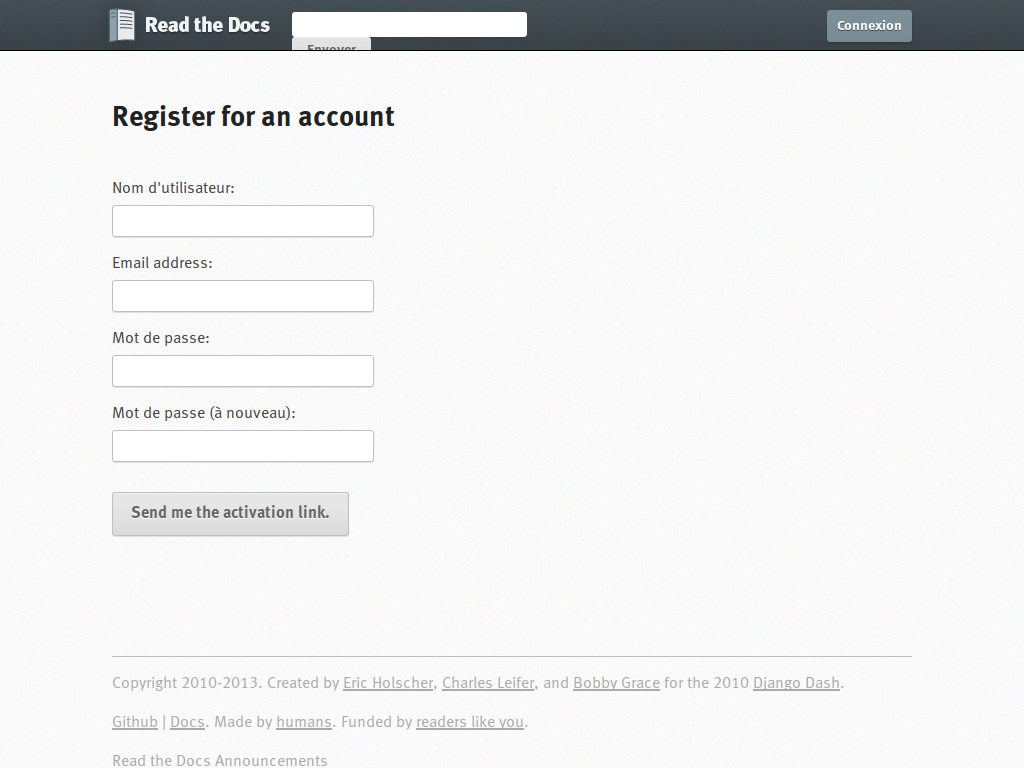 Read the Docs
Envoyer
Connexion
Register for an account
Nom d'utilisateur:
Email address:
Mot de passe:
Mot de passe (à nouveau):
Send me the activation link.
Copyright 2010-2013. Created by Eric Holscher, Charles Leifer, and Bobby Grace for the 2010 Django Dash.
Github | Docs. Made by humans. Funded by readers like you.
Read the Docs Announcements